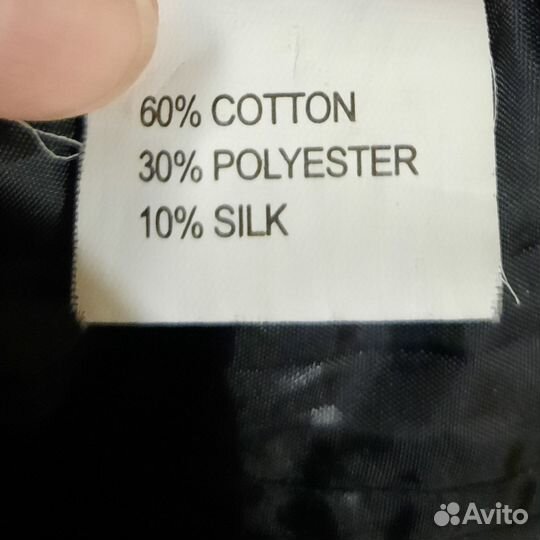 60% COTTON
30% POLYESTER
10% SILK
Avito